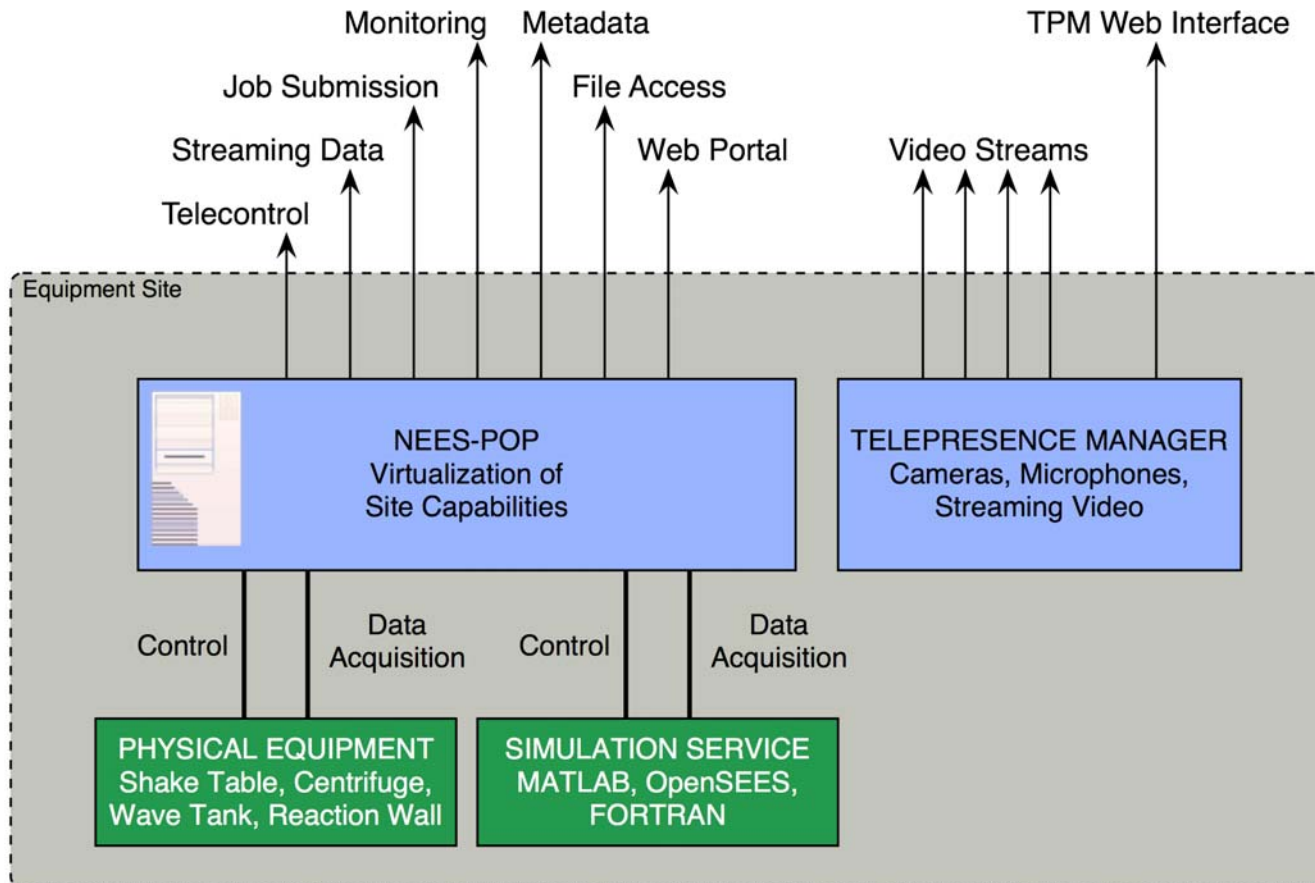 Monitoring
Metadata
TPM Web Interface
Job Submission
File Access
Streaming Data
Web Portal
Video Streams
Telecontrol
Equipment Site
NEES-POP
Virtualization of
Site Capabilities
TELEPRESENCE MANAGER
Cameras, Microphones,
Streaming Video
Control
Data
Acquisition
Control
Data
Acquisition
PHYSICAL EQUIPMENT
Shake Table, Centrifuge,
Wave Tank, Reaction Wall
SIMULATION SERVICE
MATLAB, OpenSEES,
FORTRAN